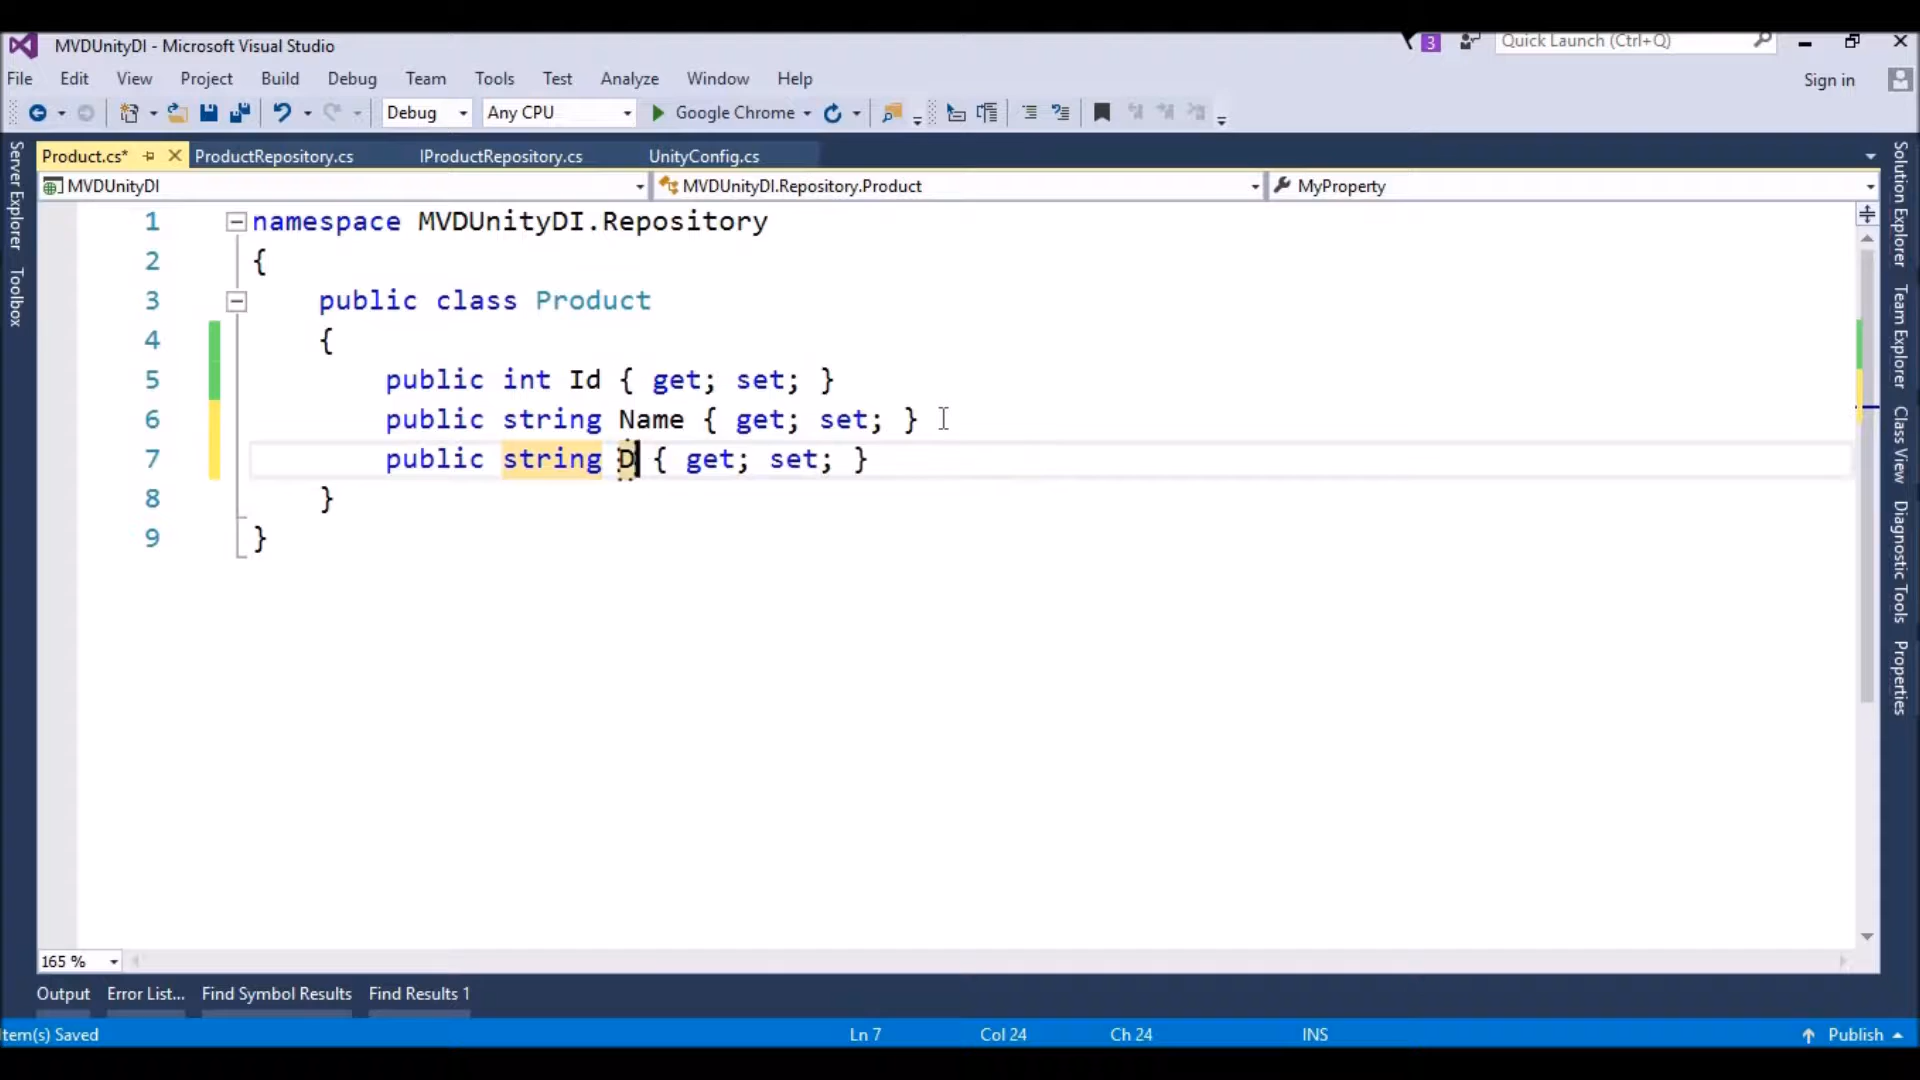 MVDUnityDI - Microsoft Visual Studio
3
Quick Launch (Ctrl+Q)
File Edit View Project Build Debug Team Tools Test Analyze Window Help
Sign in
Debug Any CPU Google Chrome
Product.cs* ProductRepository.cs IProductRepository.cs UnityConfig.cs
MVDUnityDI MVDUnityDI.Repository.Product MyProperty
Server Explorer
Toolbox
1 namespace MVDUnityDI.Repository
2 {
3 public class Product
4 {
5 public int Id { get; set; }
6 public string Name { get; set; }
7 public string D { get; set; }
8 }
9 }
Solution Explorer
Team Explorer
Class View
Diagnostic Tools
Properties
165 %
Output Error List... Find Symbol Results Find Results 1
tem(s) Saved Ln 7 Col 24 Ch 24 INS Publish